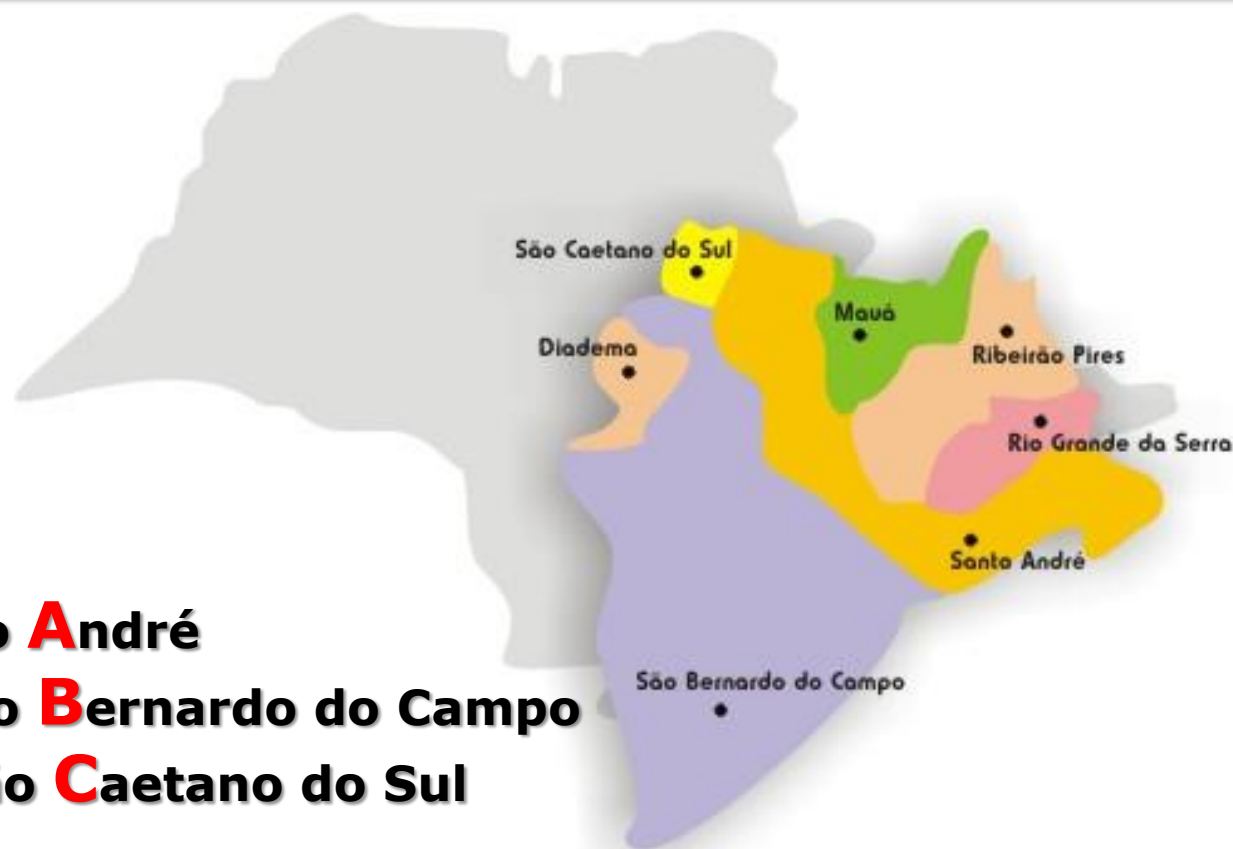 São Caetano do Sul
Mauá
Diadema
Ribeirão Pires
Rio Grande da Serra
Santo André
São Bernardo do Campo
o André
o Bernardo do Campo
ão Caetano do Sul